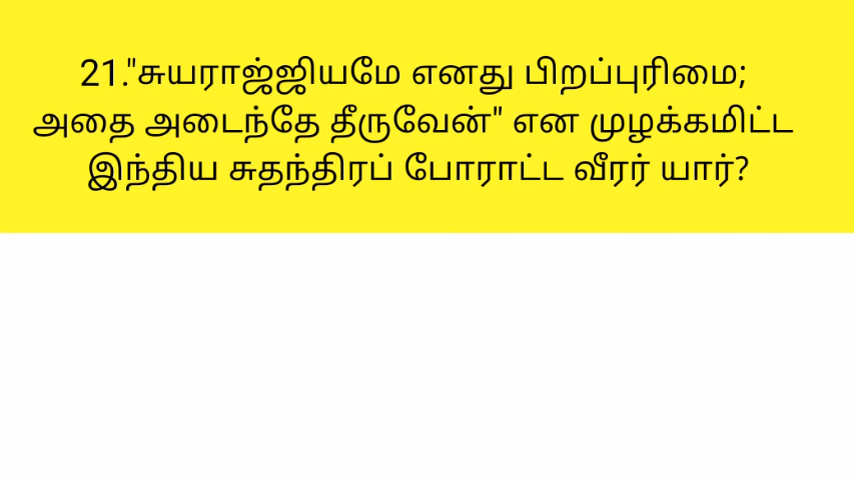 21."சுயராஜ்ஜியமே எனது பிறப்புரிமை;
அதை அடைந்தே தீருவேன்" என முழக்கமிட்ட
இந்திய சுதந்திரப் போராட்ட வீரர் யார்?